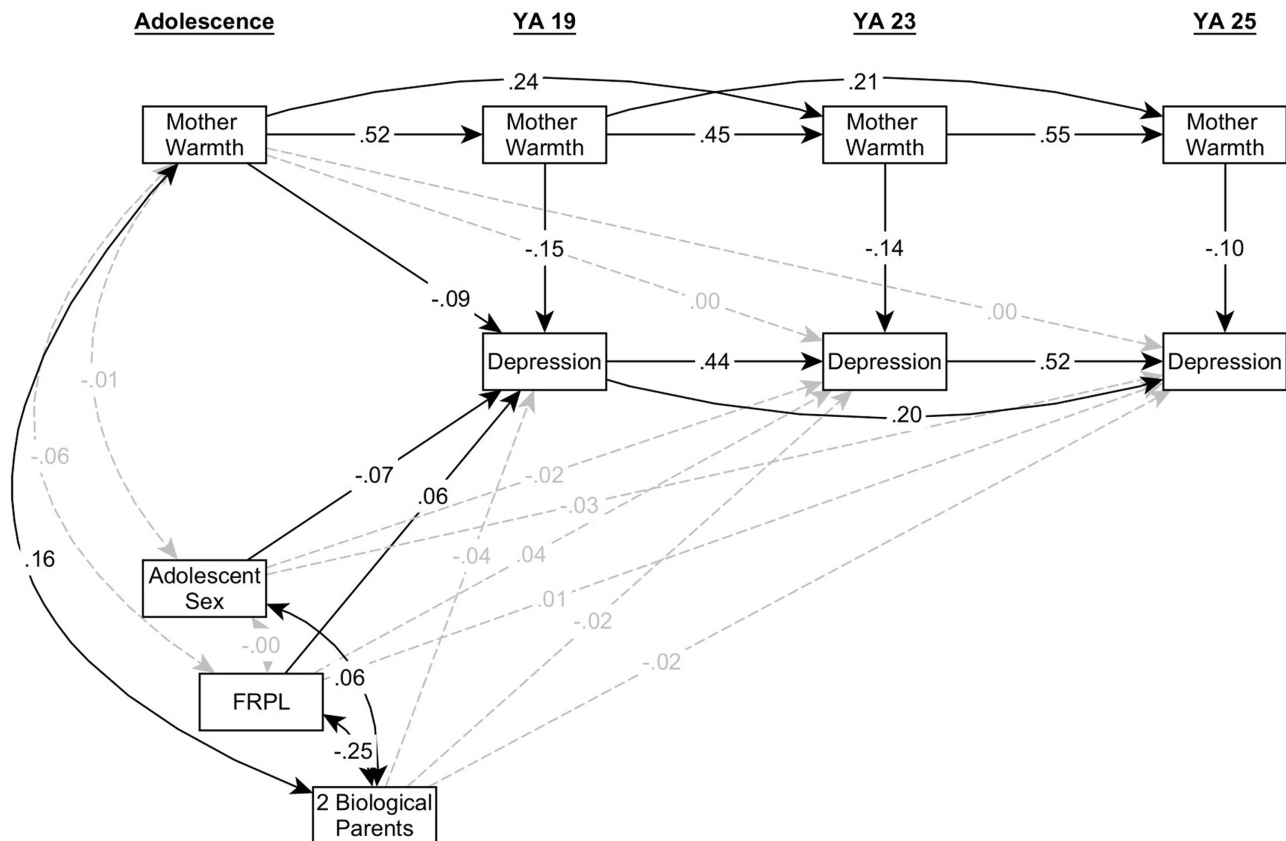 Adolescence YA 19 YA 23 YA 25
.24 .21
Mother Warmth .52 Mother Warmth .45 Mother Warmth .55 Mother Warmth
-.15 -.14 -.10
-.09 .00 .00
Depression .44 Depression .52 Depression
-.01
.20
-.06 -.07 .06 -.02 -.03
.16 -.04 .04
Adolescent Sex
.01
-.02
-.00
.06 -.02
FRPL
-.25
2 Biological Parents